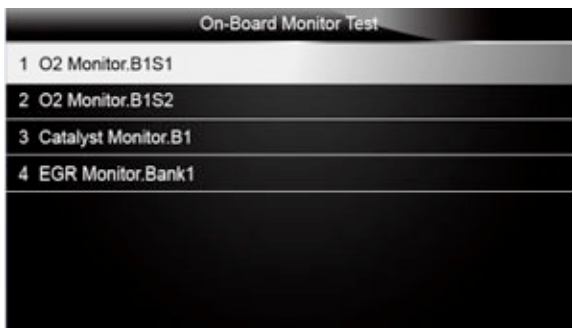 On-Board Monitor Test
1 O2 Monitor.B1S1
2 O2 Monitor.B1S2
3 Catalyst Monitor.B1
4 EGR Monitor.Bank1